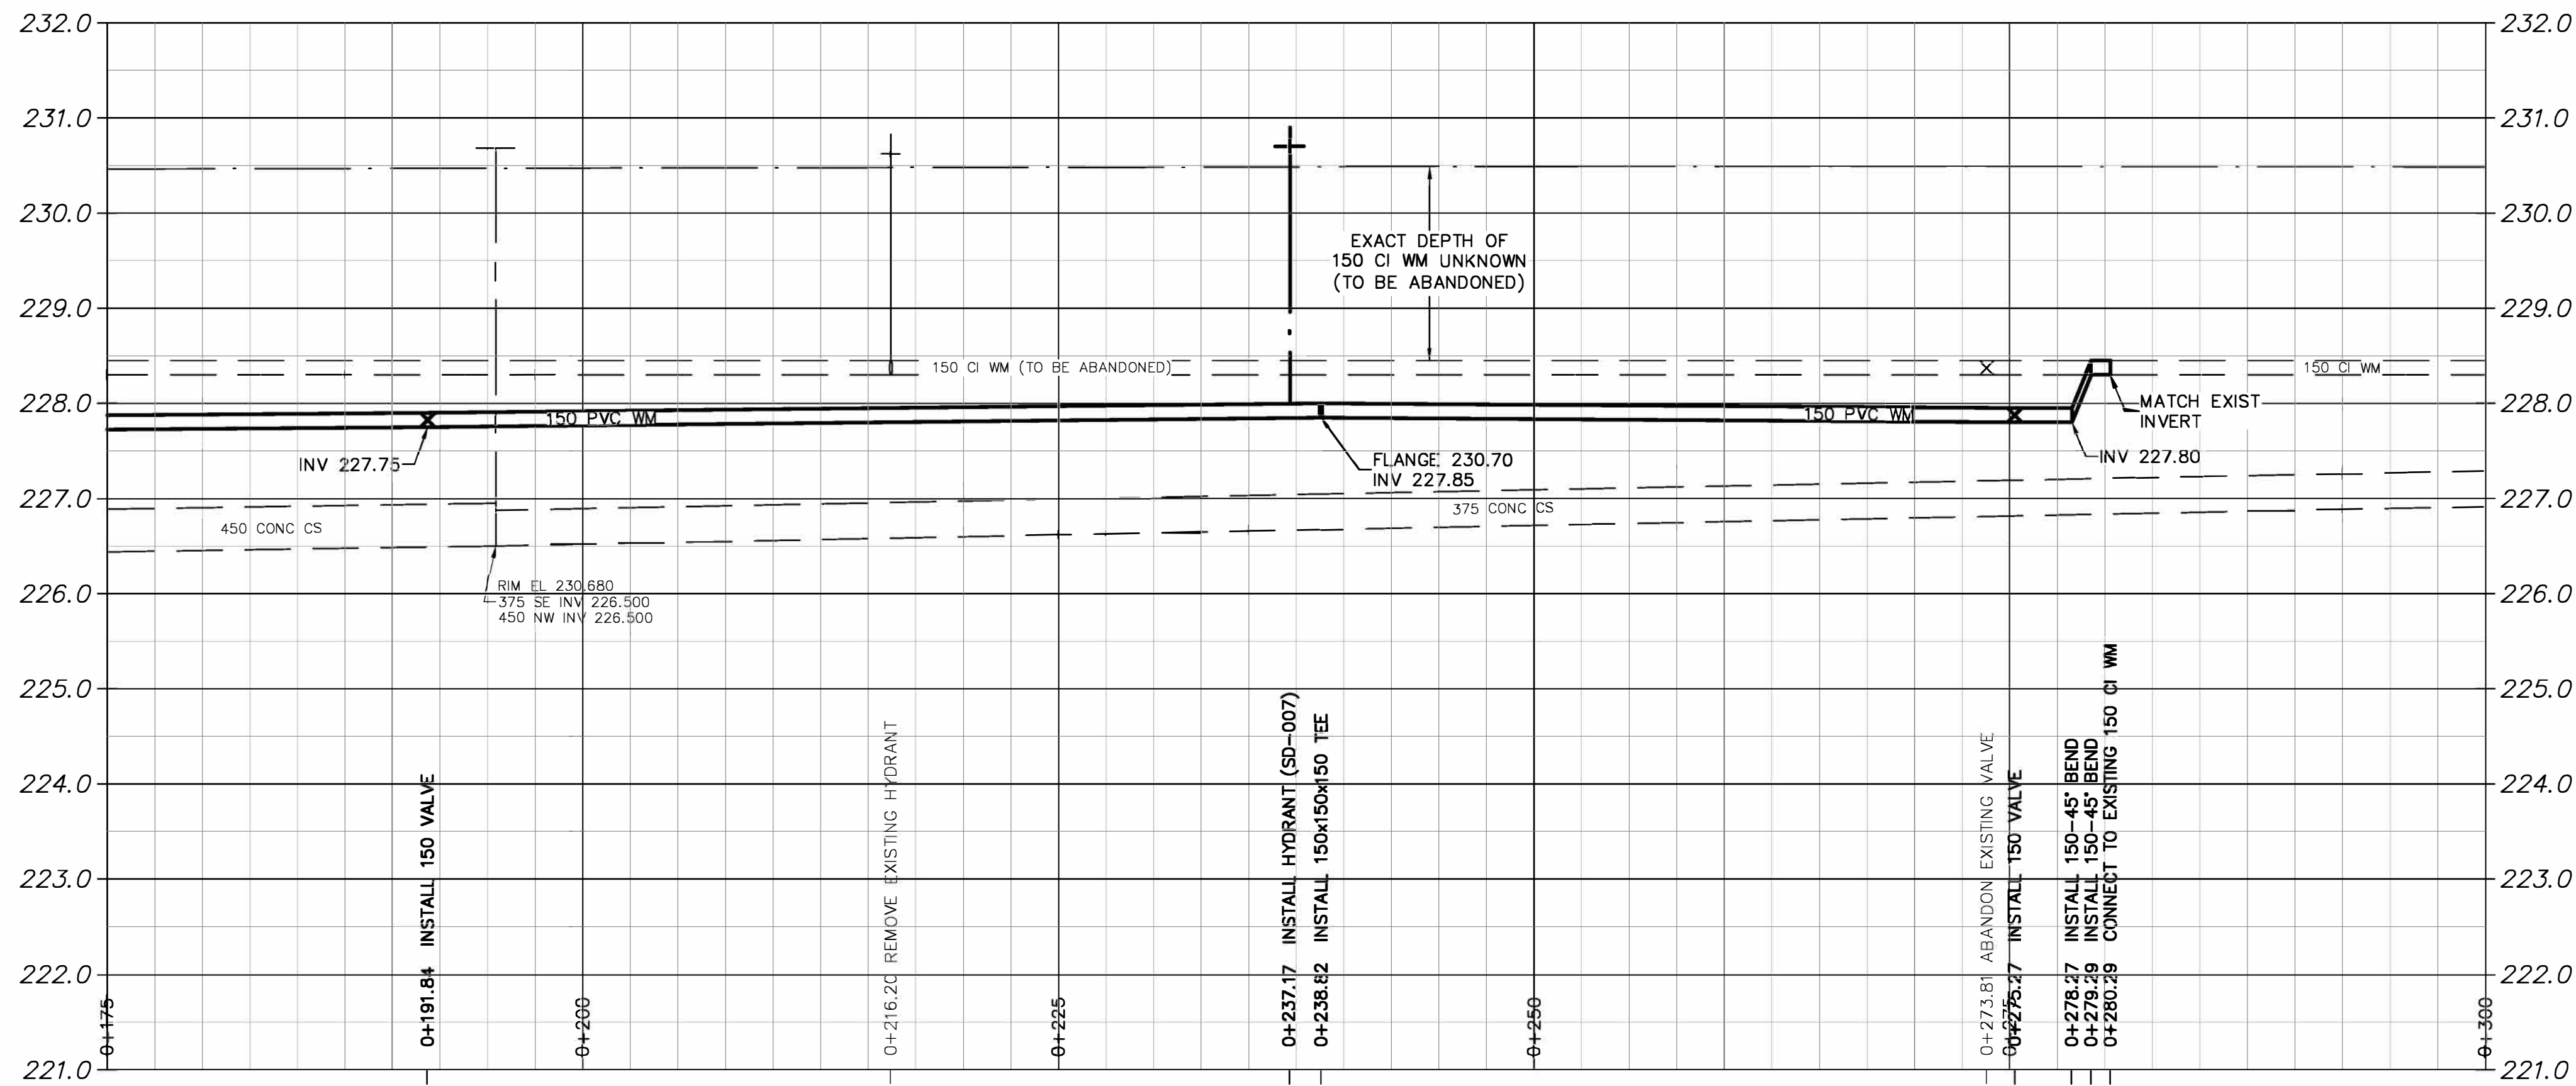 232.0
232.0
231.0
231.0
230.0
230.0
EXACT DEPTH OF
150 CI WM UNKNOWN
(TO BE ABANDONED)
229.0
229.0
150 CI WM (TO BE ABANDONED)
150 CI WM
228.0
228.0
150 PVC WM
150 PVC WM
MATCH EXIST
INVERT
INV 227.75
FLANGE 230.70
INV 227.85
INV 227.80
227.0
227.0
450 CONC CS
375 CONC CS
RIM EL 230.680
375 SE INV 226.500
450 NW INV 226.500
226.0
226.0
225.0
225.0
224.0
224.0
223.0
223.0
222.0
222.0
221.0
221.0
0+175
0+191.84 INSTALL 150 VALVE
0+200
0+216.20 REMOVE EXISTING HYDRANT
0+225
0+237.17 INSTALL HYDRANT (SD-007)
0+238.82 INSTALL 150x150x150 TEE
0+250
0+273.81 ABANDON EXISTING VALVE
0+275
0+275.27 INSTALL 150 VALVE
0+278.27 INSTALL 150-45° BEND
0+279.29 INSTALL 150-45° BEND
0+280.29 CONNECT TO EXISTING 150 CI WM
0+300